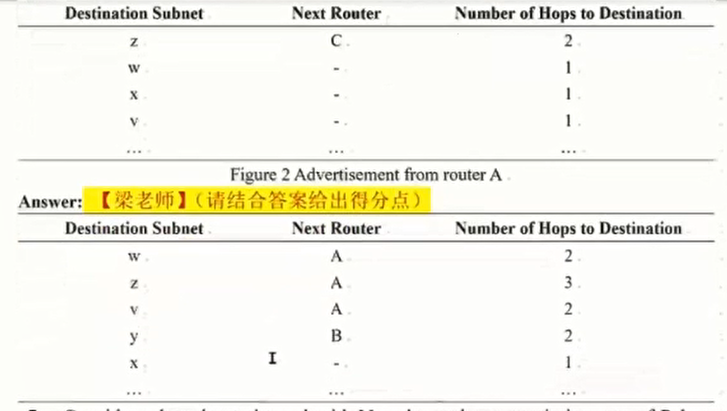 Destination Subnet Next Router Number of Hops to Destination
z C 2
w - 1
x - 1
v - 1
... ... ...
Figure 2 Advertisement from router A
Answer: 【梁老师】（请结合答案给出得分点）
Destination Subnet Next Router Number of Hops to Destination
w A 2
z A 3
v A 2
y B 2
x - 1
... ... ...